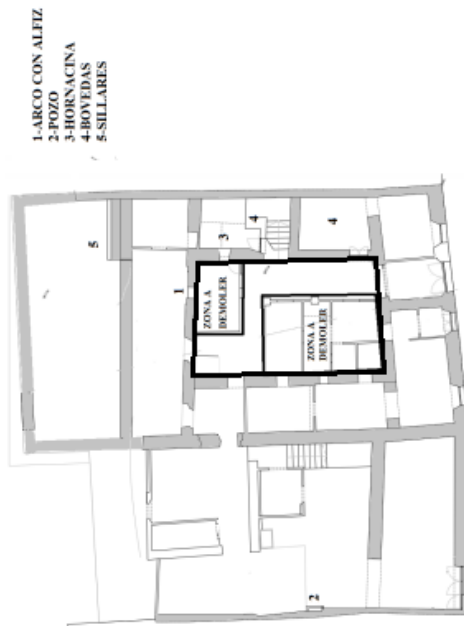 1-ARCO CON ALFIZ
2-POZO
3-HORNACINA
4-BOVEDAS
5-SILLARES
5
1
3
4
4
ZONA A
DEMOLER
ZONA A
DEMOLER
2